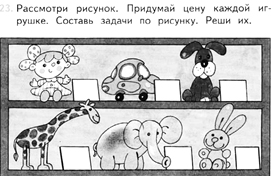 23. Рассмотри рисунок. Придумай цену каждой иг-
рушке. Составь задачи по рисунку. Реши их.